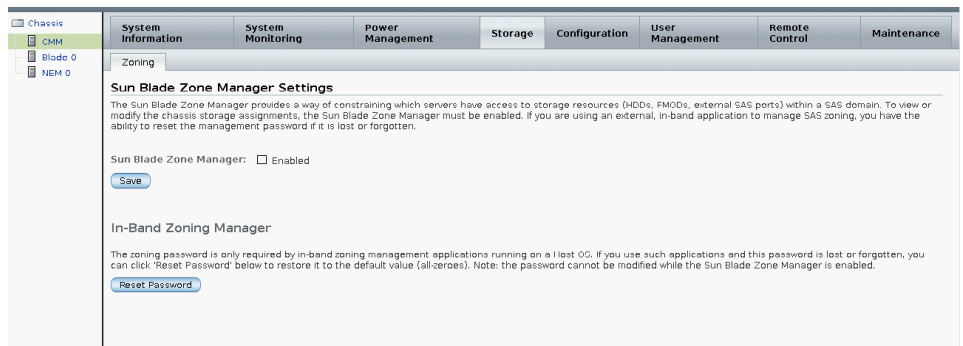 Chassis
CMM
Blade 0
NEM 0
System Information
System Monitoring
Power Management
Storage
Configuration
User Management
Remote Control
Maintenance
Zoning
Sun Blade Zone Manager Settings
The Sun Blade Zone Manager provides a way of constraining which servers have access to storage resources (HDDs, FMODs, external SAS ports) within a SAS domain. To view or
modify the chassis storage assignments, the Sun Blade Zone Manager must be enabled. If you are using an external, in-band application to manage SAS zoning, you have the
ability to reset the management password if it is lost or forgotten.
Sun Blade Zone Manager: Enabled
Save
In-Band Zoning Manager
The zoning password is only required by in-band zoning management applications running on a Host OS. If you use such applications and this password is lost or forgotten, you
can click 'Reset Password' below to restore it to the default value (all-zeroes). Note: the password cannot be modified while the Sun Blade Zone Manager is enabled.
Reset Password